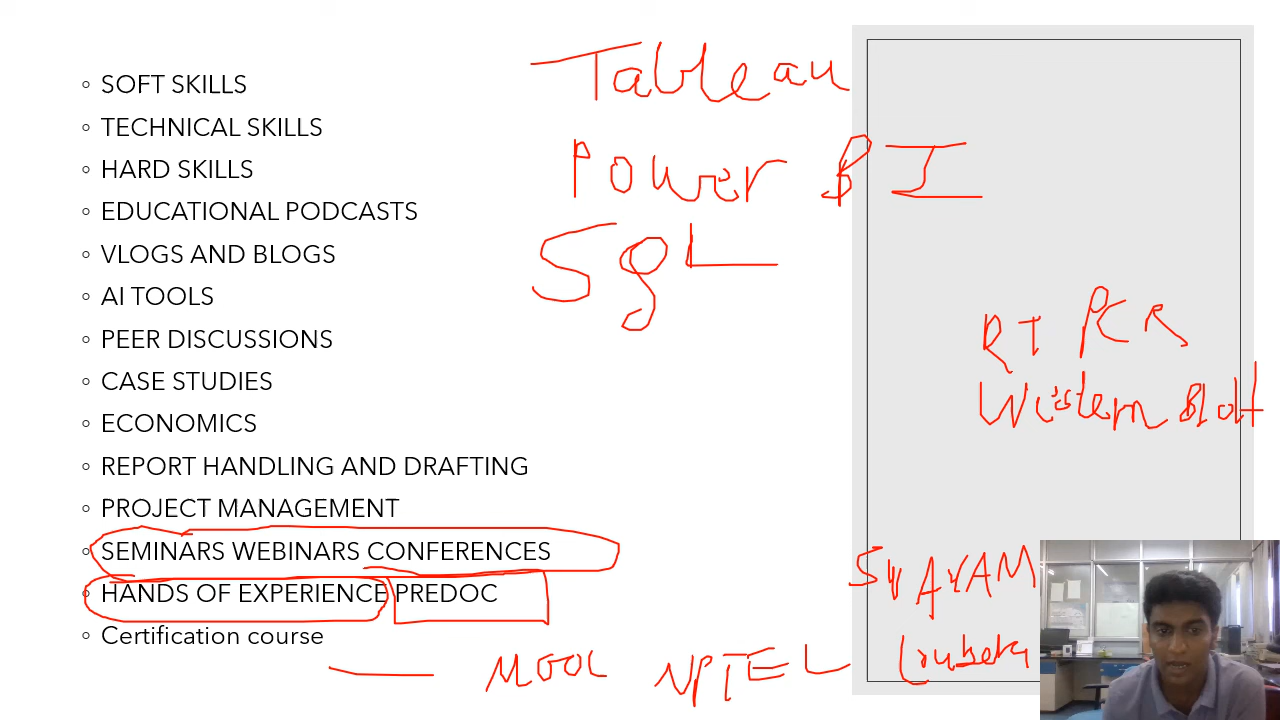 SOFT SKILLS
TECHNICAL SKILLS
HARD SKILLS
EDUCATIONAL PODCASTS
VLOGS AND BLOGS
AI TOOLS
PEER DISCUSSIONS
CASE STUDIES
ECONOMICS
REPORT HANDLING AND DRAFTING
PROJECT MANAGEMENT
SEMINARS WEBINARS CONFERENCES
HANDS OF EXPERIENCE PREDOC
Certification course
Tableau
Power BI
SQL
RT PCR
Western Blot
MOOC NPTEL
SWAYAM